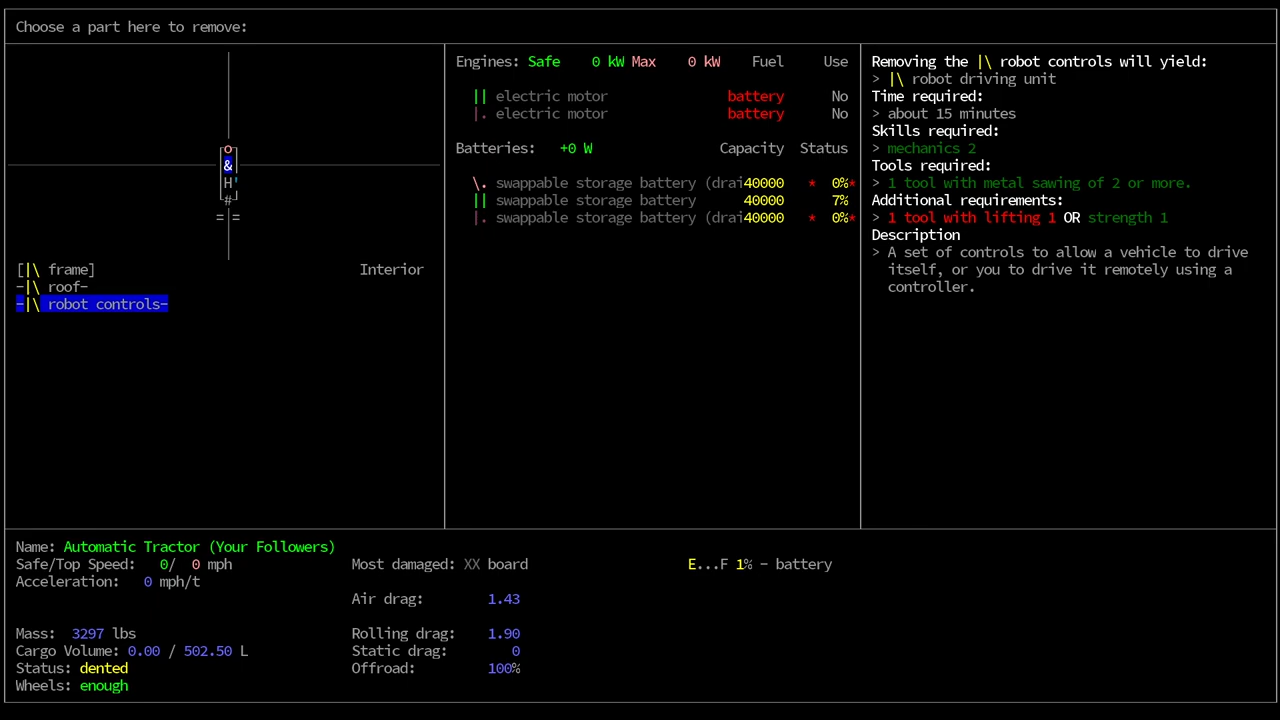 Choose a part here to remove:
o
&
H'
#
= =
[|\ frame] Interior
-|\ roof-
-|\ robot controls-
Engines: Safe 0 kW Max 0 kW Fuel Use
|| electric motor battery No
|. electric motor battery No
Batteries: +0 W Capacity Status
\. swappable storage battery (drai40000 * 0%*
|| swappable storage battery 40000 7%
|. swappable storage battery (drai40000 * 0%*
Removing the |\ robot controls will yield:
> |\ robot driving unit
Time required:
> about 15 minutes
Skills required:
> mechanics 2
Tools required:
> 1 tool with metal sawing of 2 or more.
Additional requirements:
> 1 tool with lifting 1 OR strength 1
Description
> A set of controls to allow a vehicle to drive
itself, or you to drive it remotely using a
controller.
Name: Automatic Tractor (Your Followers)
Safe/Top Speed: 0/ 0 mph
Acceleration: 0 mph/t
Mass: 3297 lbs
Cargo Volume: 0.00 / 502.50 L
Status: dented
Wheels: enough
Most damaged: XX board
Air drag: 1.43
Rolling drag: 1.90
Static drag: 0
Offroad: 100%
E...F 1% - battery